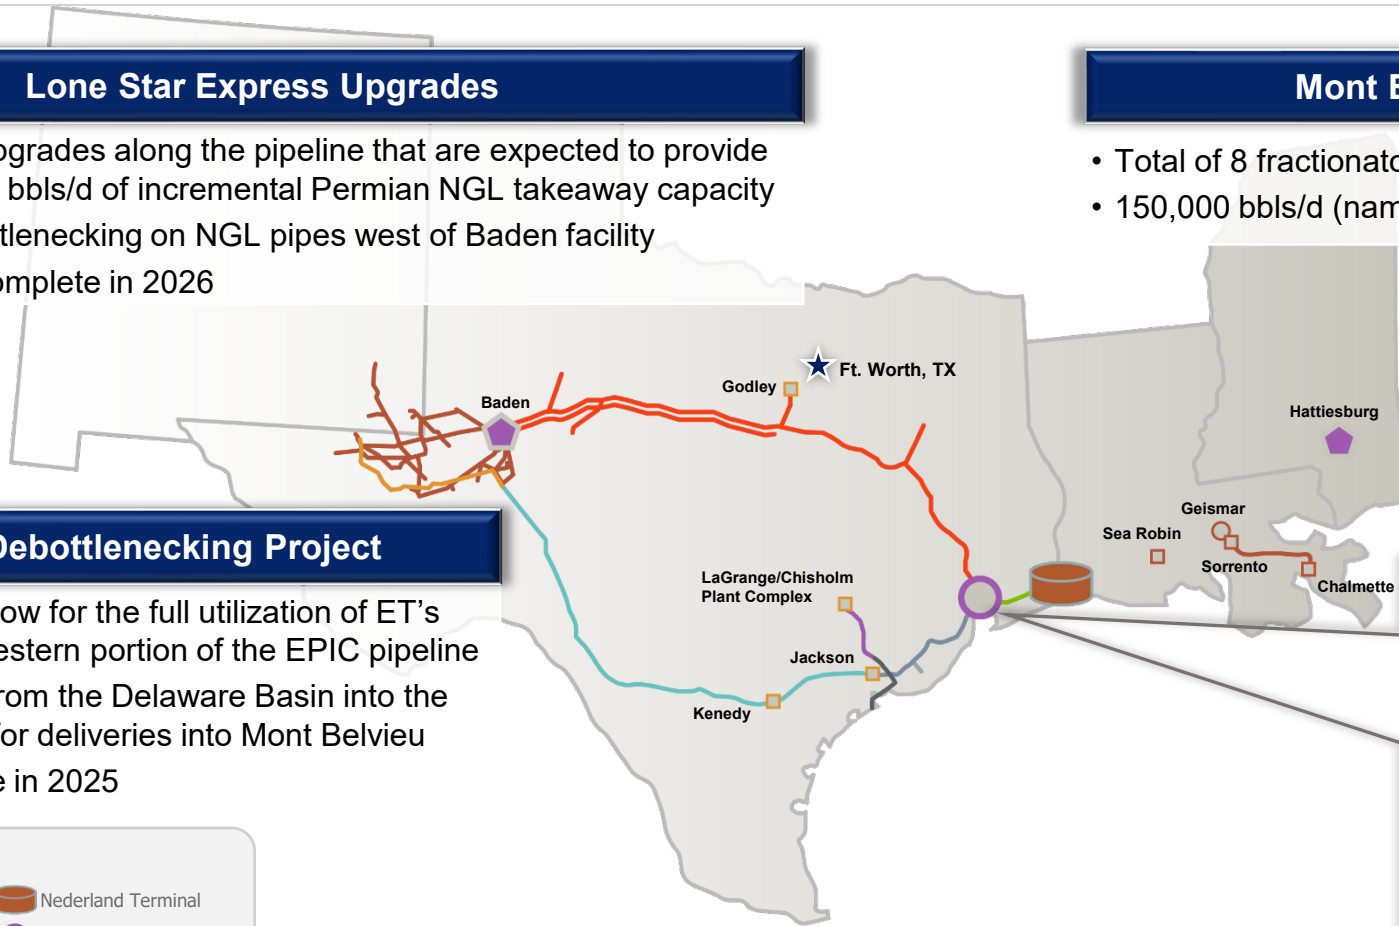 Lone Star Express Upgrades
pgrades along the pipeline that are expected to provide
bbls/d of incremental Permian NGL takeaway capacity
tlenecking on NGL pipes west of Baden facility
omplete in 2026
Mont B
• Total of 8 fractionato
• 150,000 bbls/d (nam
Ft. Worth, TX
Godley
Baden
Hattiesburg
Geismar
Sea Robin
Sorrento
Chalmette
LaGrange/Chisholm
Plant Complex
Jackson
Kenedy
Debottlenecking Project
ow for the full utilization of ET’s
estern portion of the EPIC pipeline
rom the Delaware Basin into the
for deliveries into Mont Belvieu
e in 2025
Nederland Terminal